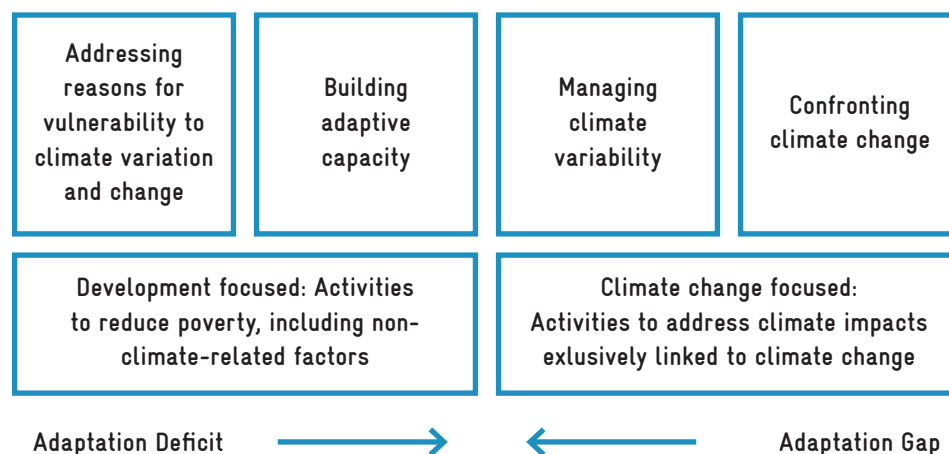 Addressing
reasons for
vulnerability to
climate variation
and change
Building
adaptive
capacity
Managing
climate
variability
Confronting
climate change
Development focused: Activities
to reduce poverty, including non-
climate-related factors
Climate change focused:
Activities to address climate impacts
exlusively linked to climate change
Adaptation Deficit
Adaptation Gap